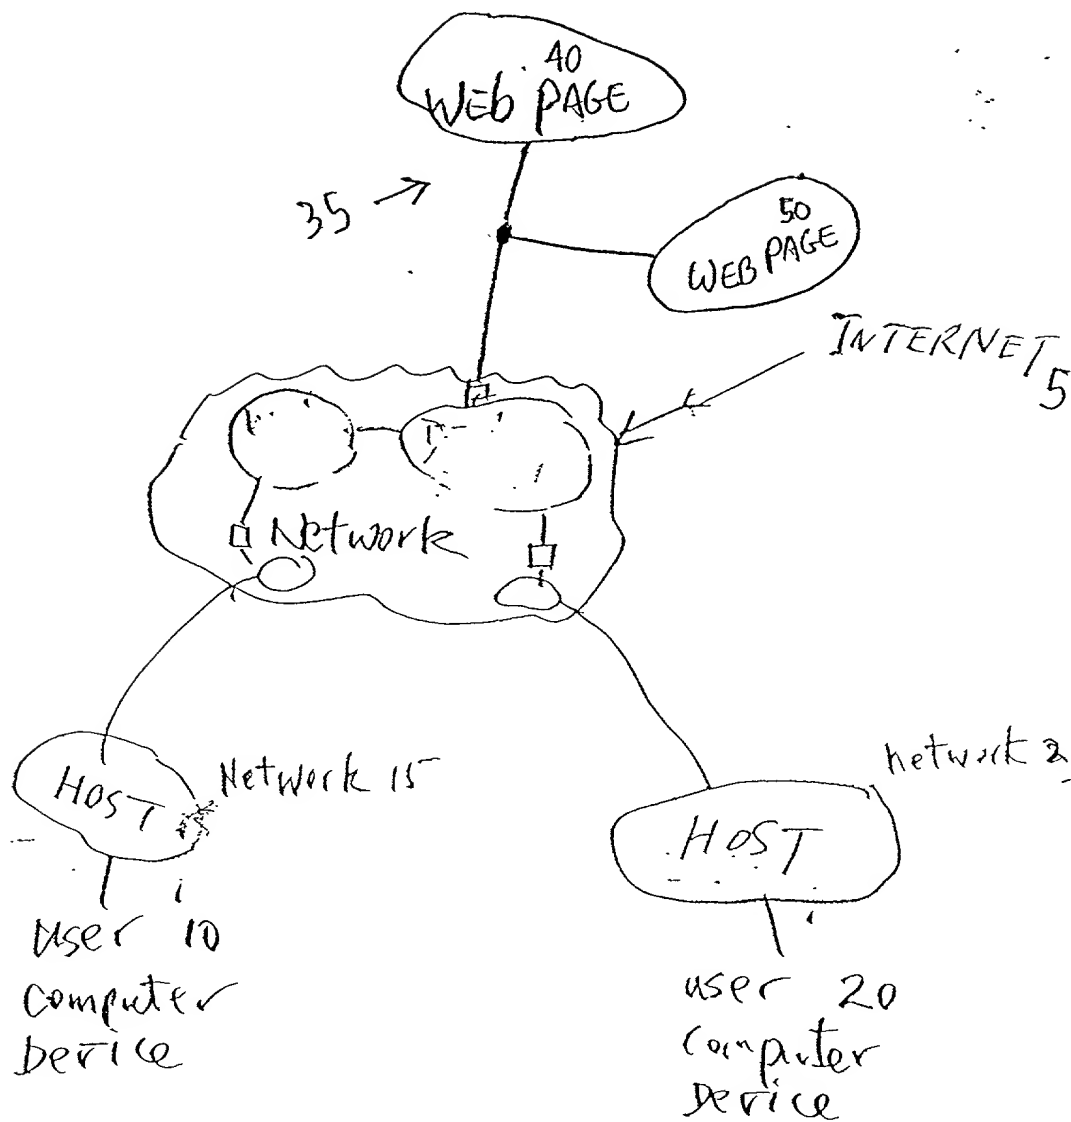 40
Web PAGE
35
50
WEB PAGE
INTERNET
5
Network
HOST
Network 15
network 2
HOST
user 10
computer
Device
user 20
computer
Device